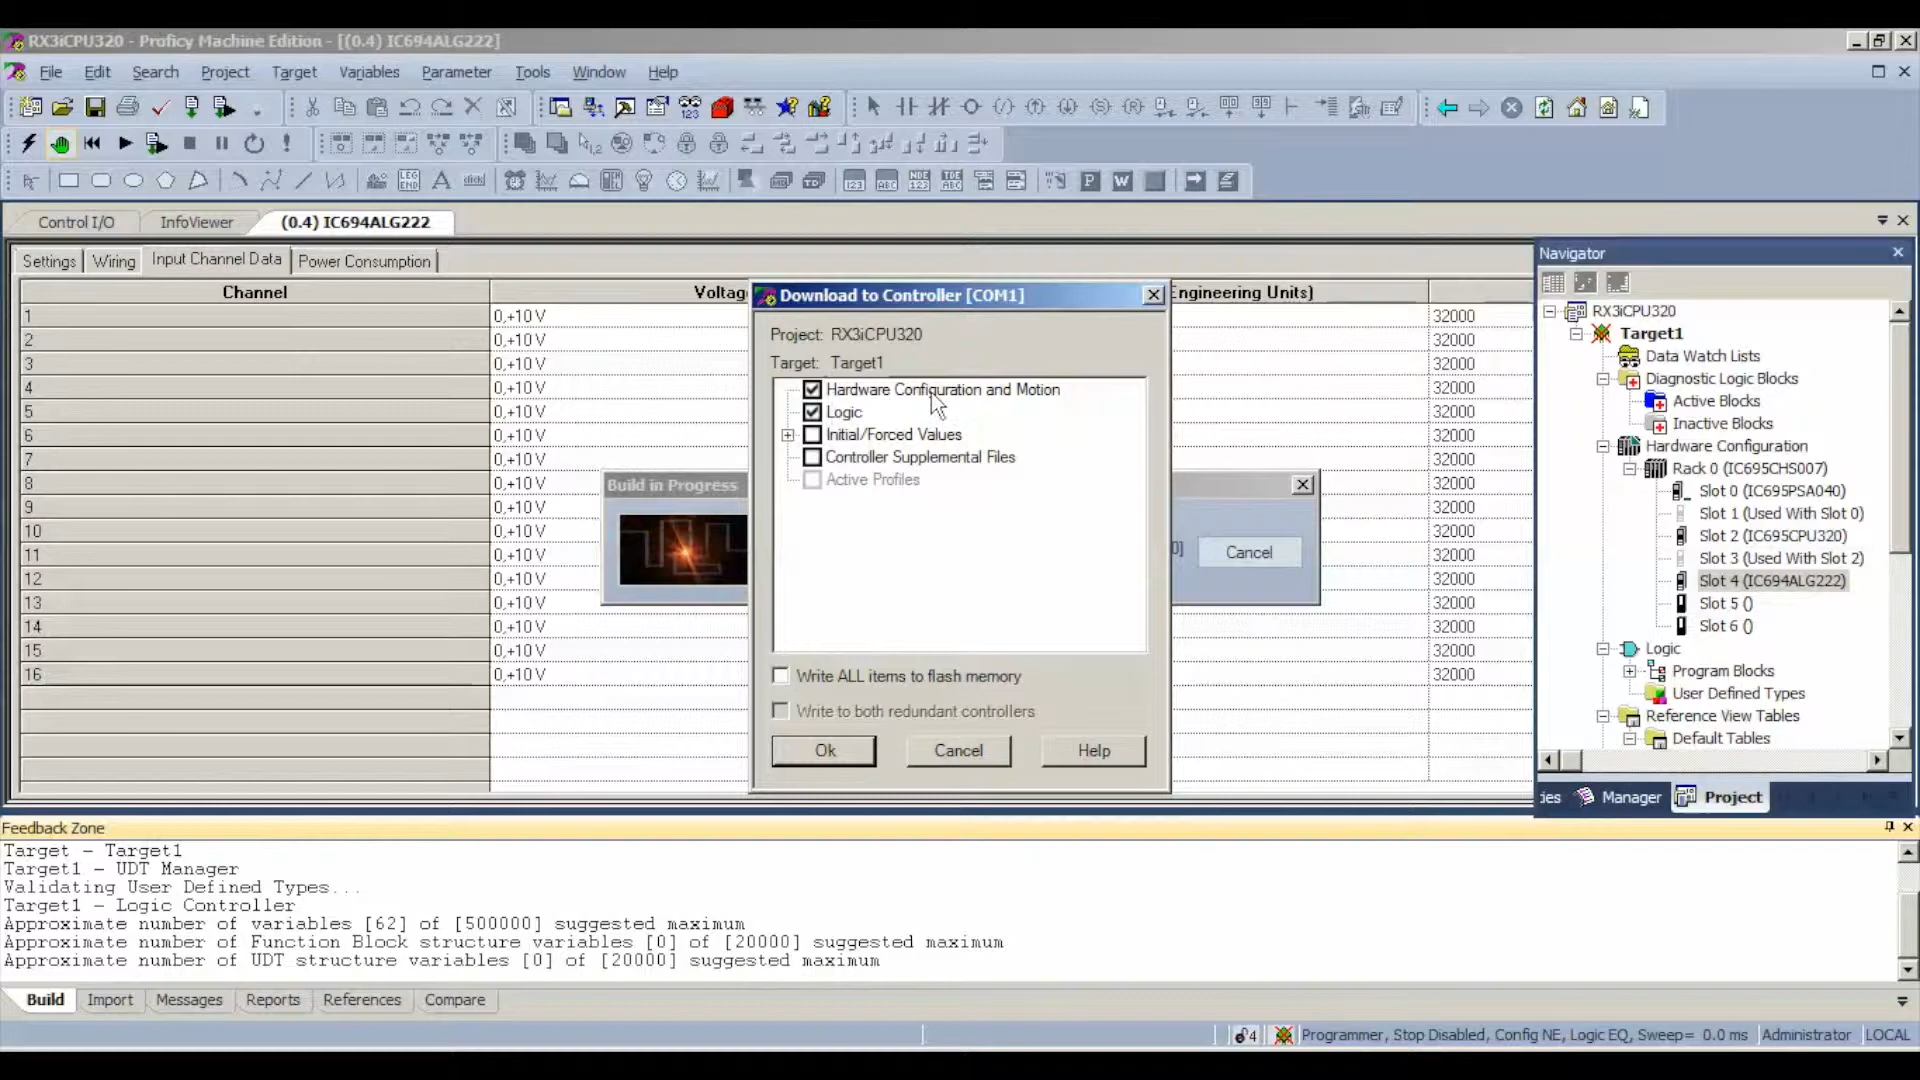 RX3iCPU320 - Proficy Machine Edition - [(0.4) IC694ALG222]
File Edit Search Project Target Variables Parameter Tools Window Help
Control I/O InfoViewer (0.4) IC694ALG222
Settings Wiring Input Channel Data Power Consumption
Channel Voltag Engineering Units)
1 0,+10 V 32000
2 0,+10 V 32000
3 0,+10 V 32000
4 0,+10 V 32000
5 0,+10 V 32000
6 0,+10 V 32000
7 0,+10 V 32000
8 0,+10 V 32000
9 0,+10 V 32000
10 0,+10 V 32000
11 0,+10 V 32000
12 0,+10 V 32000
13 0,+10 V 32000
14 0,+10 V 32000
15 0,+10 V 32000
16 0,+10 V 32000
Build in Progress
0]
Cancel
Download to Controller [COM1]
Project: RX3iCPU320
Target: Target1
Hardware Configuration and Motion
Logic
Initial/Forced Values
Controller Supplemental Files
Active Profiles
Write ALL items to flash memory
Write to both redundant controllers
Ok Cancel Help
Navigator
RX3iCPU320
Target1
Data Watch Lists
Diagnostic Logic Blocks
Active Blocks
Inactive Blocks
Hardware Configuration
Rack 0 (IC695CHS007)
Slot 0 (IC695PSA040)
Slot 1 (Used With Slot 0)
Slot 2 (IC695CPU320)
Slot 3 (Used With Slot 2)
Slot 4 (IC694ALG222)
Slot 5 ()
Slot 6 ()
Logic
Program Blocks
User Defined Types
Reference View Tables
Default Tables
ies Manager Project
Feedback Zone
Target - Target1
Target1 - UDT Manager
Validating User Defined Types...
Target1 - Logic Controller
Approximate number of variables [62] of [500000] suggested maximum
Approximate number of Function Block structure variables [0] of [20000] suggested maximum
Approximate number of UDT structure variables [0] of [20000] suggested maximum
Build Import Messages Reports References Compare
4 Programmer, Stop Disabled, Config NE, Logic EQ, Sweep= 0.0 ms Administrator LOCAL